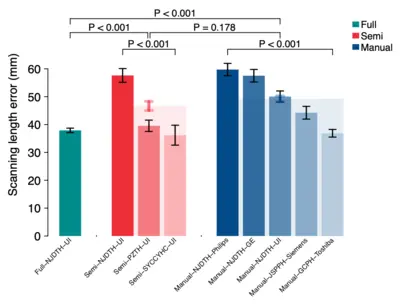 P < 0.001
P < 0.001
P = 0.178
P < 0.001
P < 0.001
Full
Semi
Manual
Scanning length error (mm)
60
50
40
30
20
10
0
Full−NJDTH−UI
Semi−NJDTH−UI
Semi−PZTH−UI
Semi−SYCCYHC−UI
Manual−NJDTH−Philips
Manual−NJDTH−GE
Manual−NJDTH−UI
Manual−JSPPH−Siemens
Manual−GCPH−Toshiba